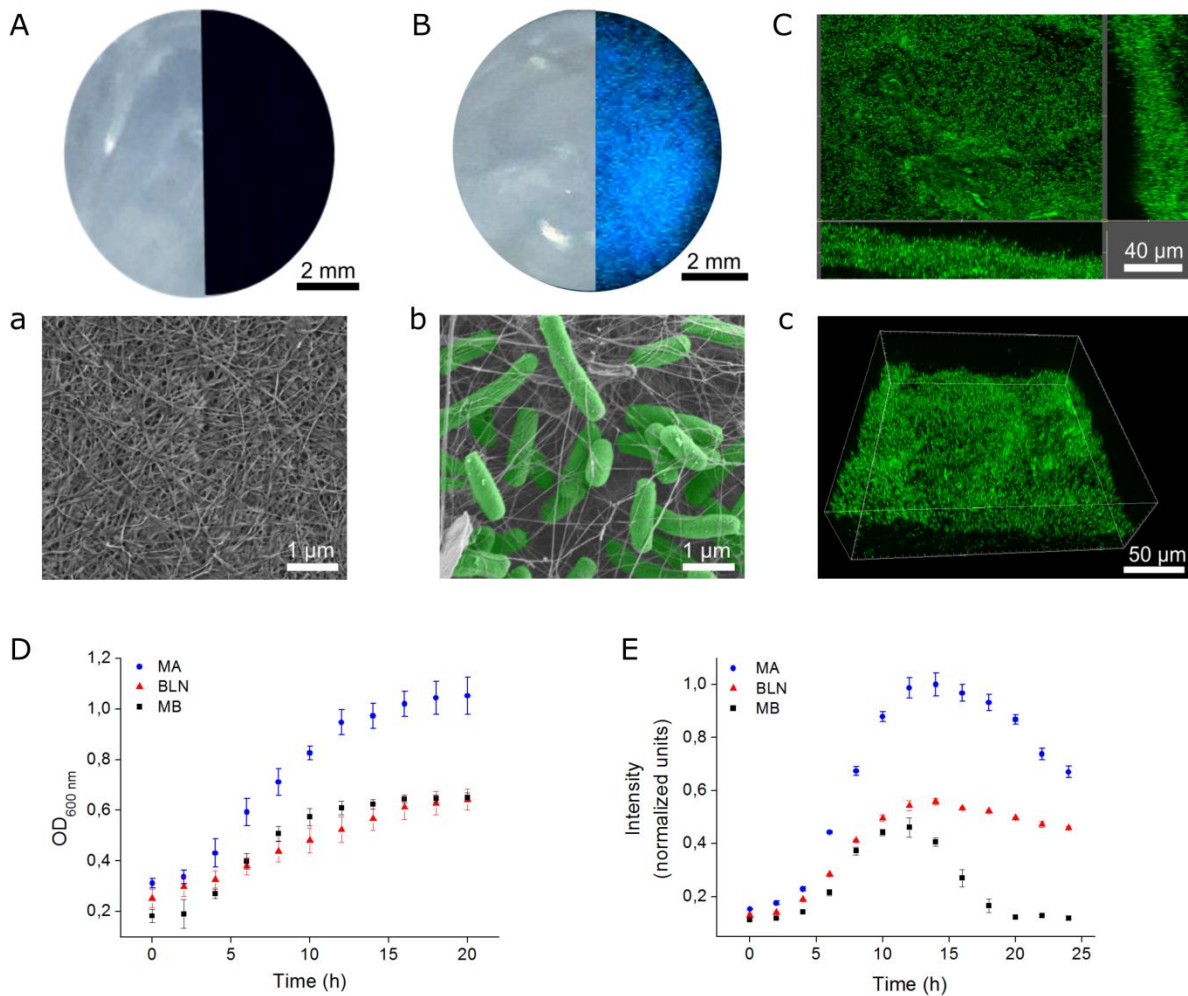 A
B
C
2 mm
2 mm
40 µm
a
b
c
1 µm
1 µm
50 µm
D
E
MA
BLN
MB
1,2
1,0
0,8
0,6
0,4
0,2
OD600 nm
0 5 10 15 20
Time (h)
MA
BLN
MB
1,0
0,8
0,6
0,4
0,2
Intensity
(normalized units)
0 5 10 15 20 25
Time (h)